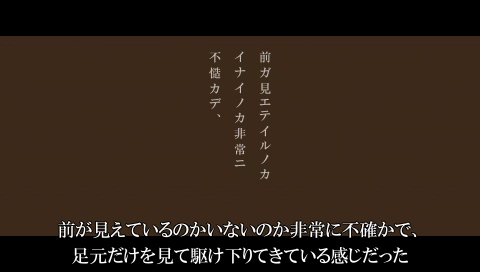 前ガ見エテイルノカ
イナイノカ非常ニ
不慥カデ、
前が見えているのかいないのか非常に不確かで、
足元だけを見て駆け下りてきている感じだった